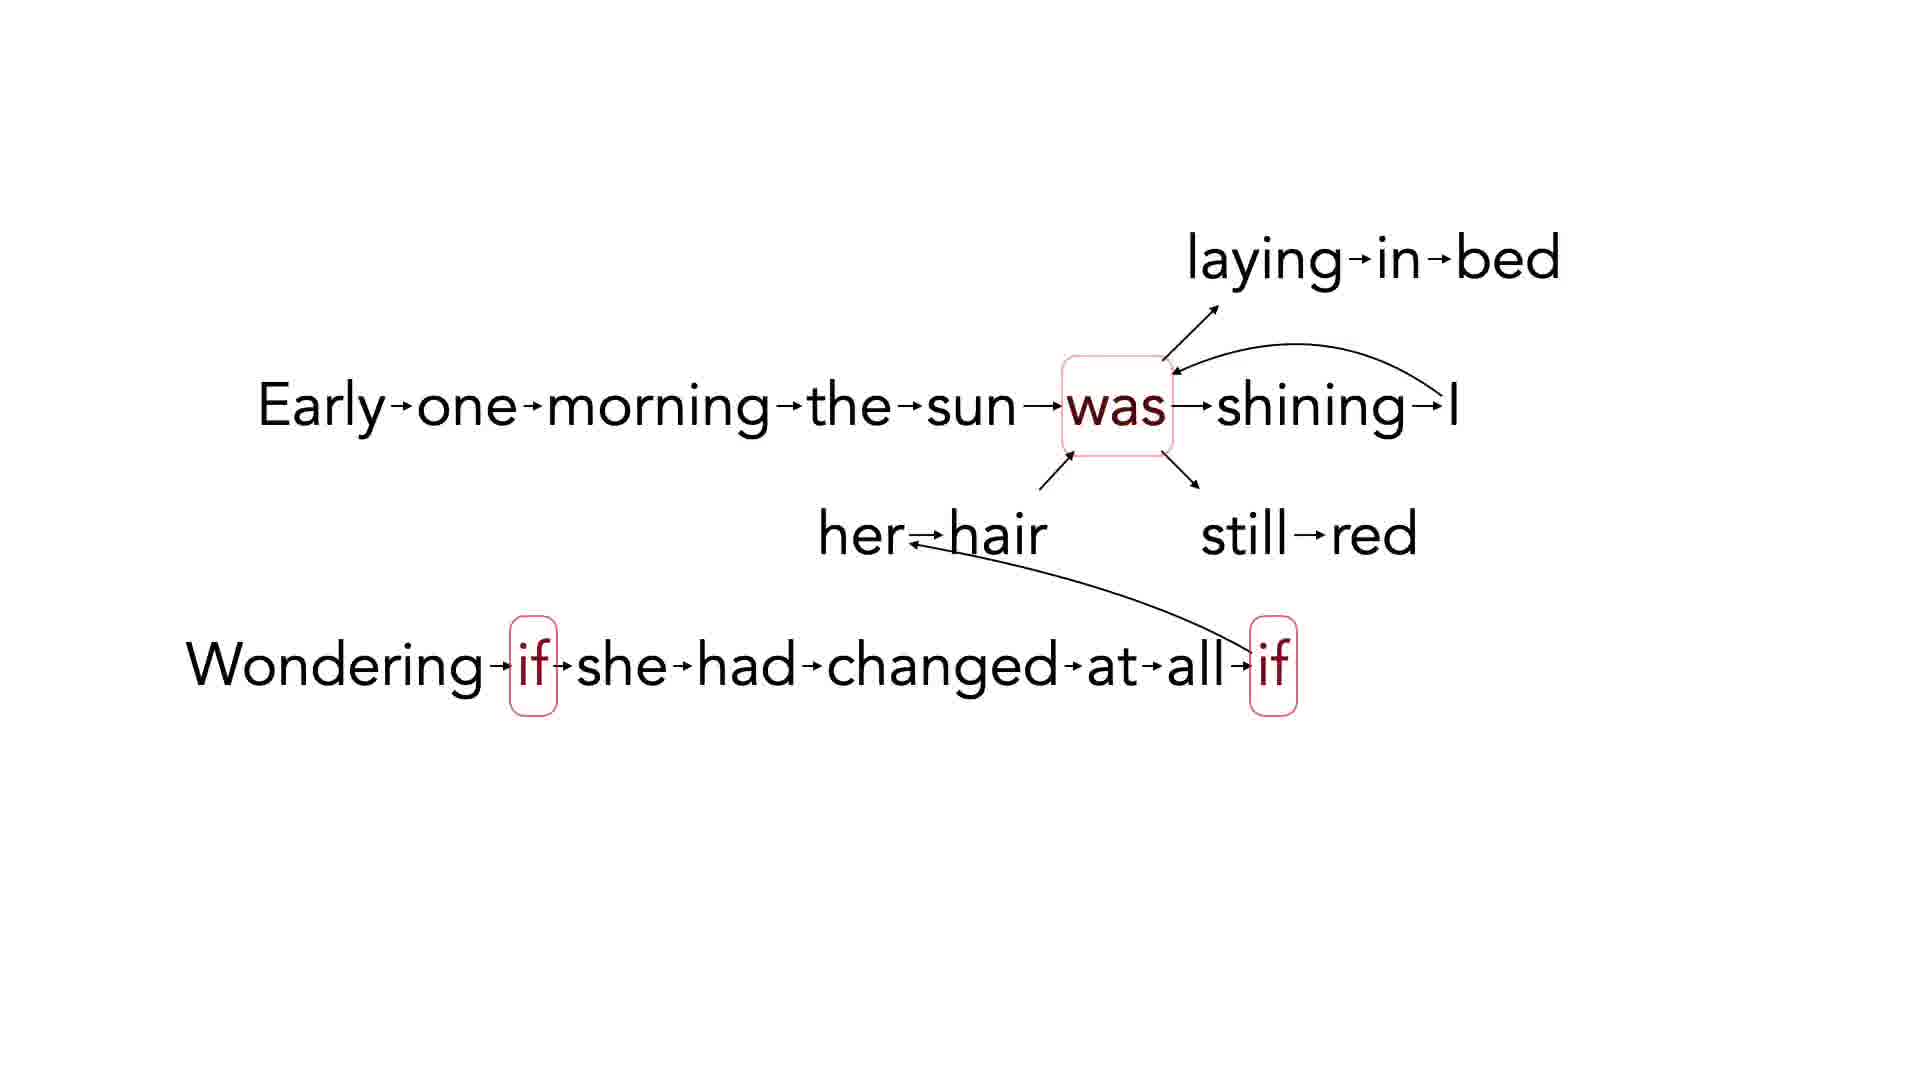 laying in bed
Early one morning the sun was shining I
her hair still red
Wondering if she had changed at all if